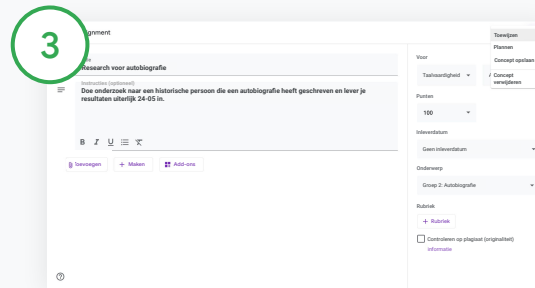 3
gnment
Toewijzen
Plannen
Concept opslaan
Concept
verwijderen
Research voor autobiografie
Instructies (optioneel)
Doe onderzoek naar een historische persoon die een autobiografie heeft geschreven en lever je
resultaten uiterlijk 24-05 in.
B I U
Toevoegen + Maken Add-ons
Voor
Taalvaardigheid
Punten
100
Inleverdatum
Geen inleverdatum
Onderwerp
Groep 2: Autobiografie
Rubriek
+ Rubriek
Controleren op plagiaat (originaliteit)
informatie